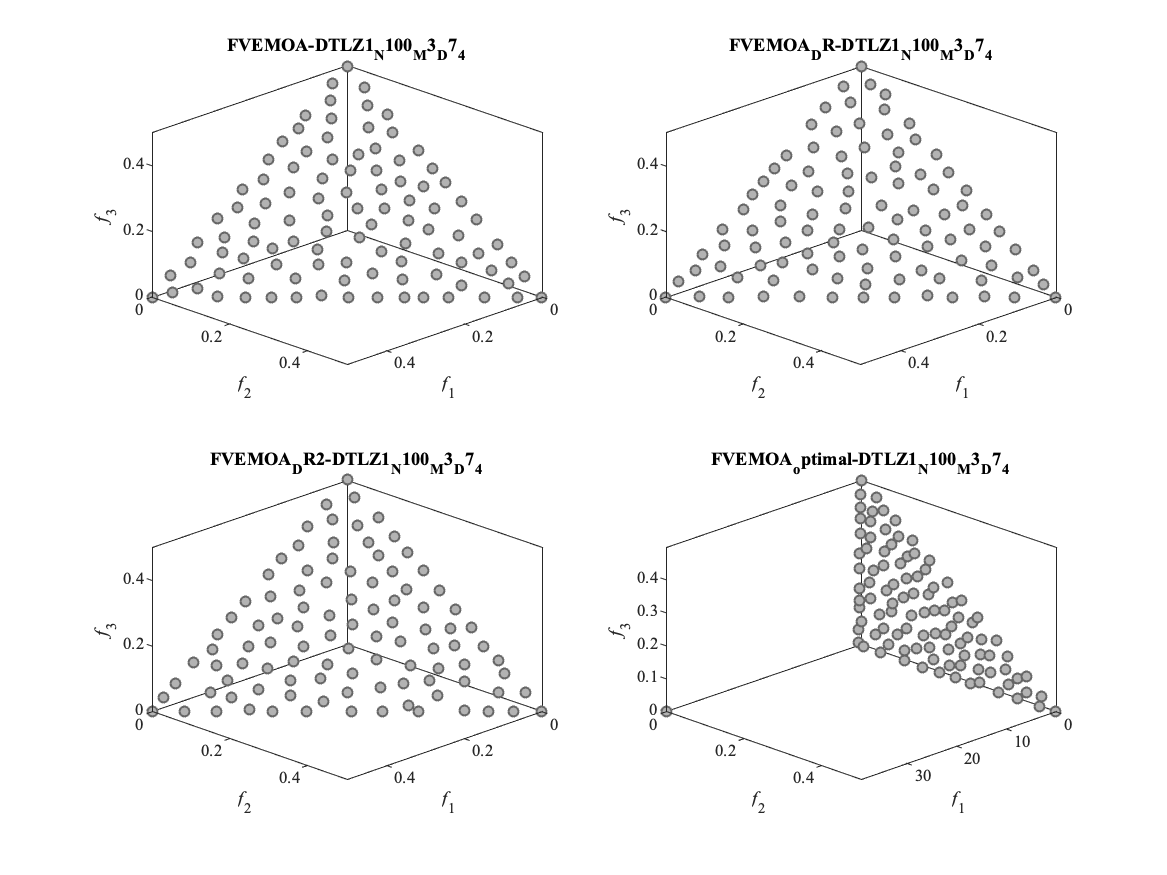 FVEMOA-DTLZ1N100M3D74
FVEMOADR-DTLZ1N100M3D74
0.4
0.2
0
f3
0
0.2
0.4
f2
0.4
0.2
0
f1
0.4
0.2
0
f3
0
0.2
0.4
f2
0.4
0.2
0
f1
FVEMOADR2-DTLZ1N100M3D74
FVEMOAoptimal-DTLZ1N100M3D74
0.4
0.2
0
f3
0
0.2
0.4
f2
0.4
0.2
0
f1
0.4
0.3
0.2
0.1
0
f3
0
0.2
0.4
f2
30
20
10
0
f1